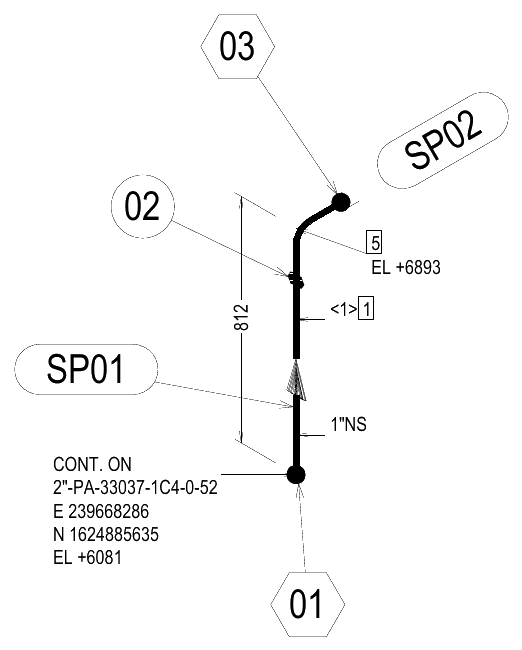 03
SP02
02
5
EL +6893
812
<1> 1
SP01
1"NS
CONT. ON
2"-PA-33037-1C4-0-52
E 239668286
N 1624885635
EL +6081
01